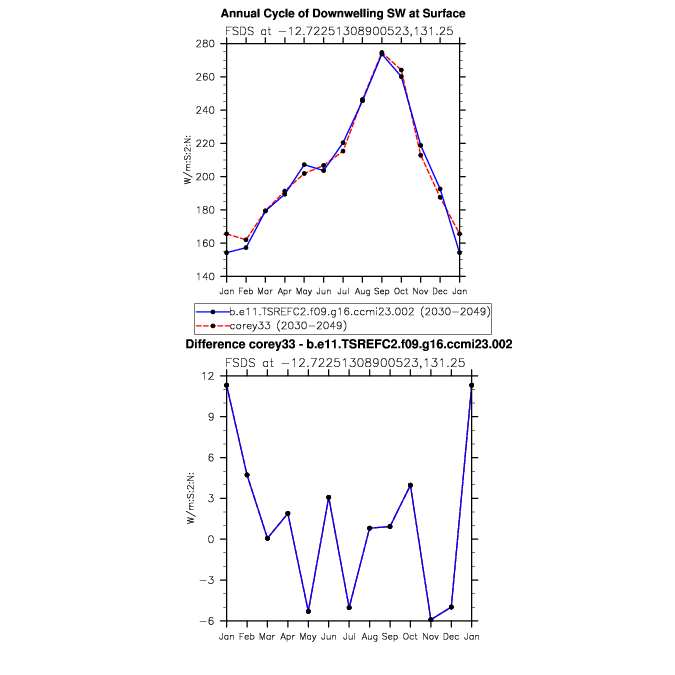 Annual Cycle of Downwelling SW at Surface
FSDS at −12.72251308900523,131.25
280
260
240
220
200
180
160
140
W/m:S:2:N:
Jan Feb Mar Apr May Jun Jul Aug Sep Oct Nov Dec Jan
b.e11.TSREFC2.f09.g16.ccmi23.002 (2030−2049)
corey33 (2030−2049)
Difference corey33 - b.e11.TSREFC2.f09.g16.ccmi23.002
FSDS at −12.72251308900523,131.25
12
9
6
3
0
−3
−6
W/m:S:2:N:
Jan Feb Mar Apr May Jun Jul Aug Sep Oct Nov Dec Jan